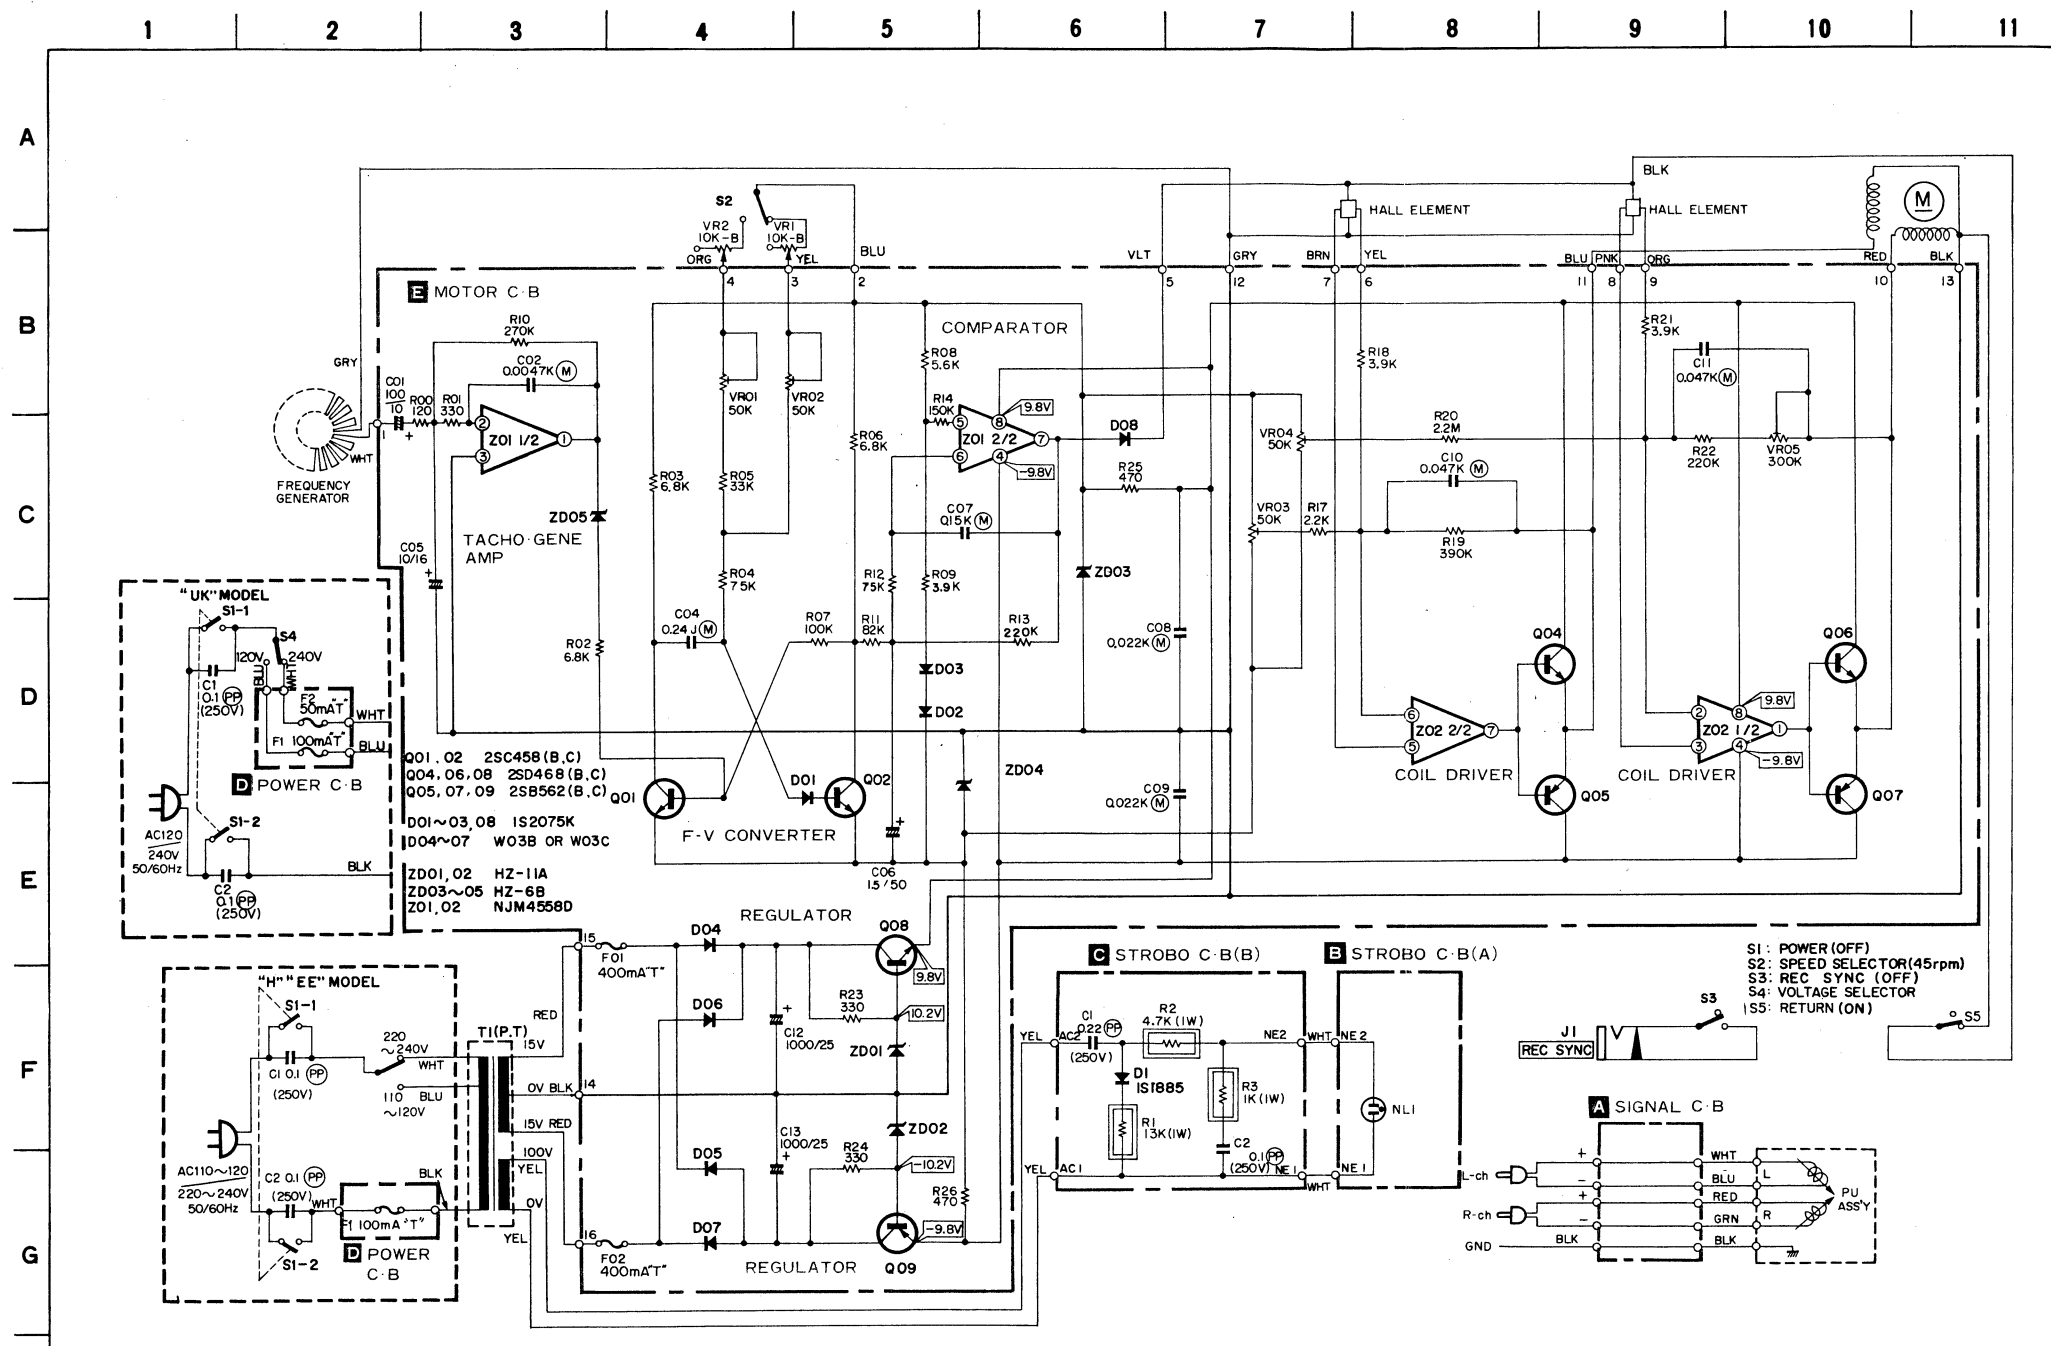 1 2 3 4 5 6 7 8 9 10 11
A
B
C
D
E
F
G
S2
VR2
10K-B
VR1
10K-B
ORG
YEL
BLU
4
3
2
VLT
GRY
5
12
BRN
YEL
7
6
HALL ELEMENT
HALL ELEMENT
BLK
M
BLU
PNK
ORG
11
8
9
RED
BLK
10
13
E MOTOR C·B
GRY
WHT
FREQUENCY
GENERATOR
1
C01
100
10
+
R00
120
R01
330
R10
270K
C02
0.0047K M
2
3
1
Z01 1/2
TACHO·GENE
AMP
C05
10/16
+
ZD05
R02
6.8K
R03
6.8K
VR01
50K
VR02
50K
R05
33K
R04
75K
C04
0.24 J M
R07
100K
R06
6.8K
R11
82K
R12
75K
R08
5.6K
R14
150K
COMPARATOR
5
6
8
4
7
Z01 2/2
9.8V
-9.8V
C07
0.15K M
R09
3.9K
R13
220K
D03
D02
D08
R25
470
ZD03
C08
0.022K M
C09
0.022K M
ZD04
Q01
D01
Q02
F-V CONVERTER
C06
1.5/50
+
VR04
50K
VR03
50K
R17
2.2K
R18
3.9K
R20
2.2M
C10
0.047K M
R19
390K
R21
3.9K
C11
0.047K M
R22
220K
VR05
300K
6
5
7
Z02 2/2
COIL DRIVER
Q04
Q05
2
3
8
4
1
Z02 1/2
9.8V
-9.8V
COIL DRIVER
Q06
Q07
"UK" MODEL
S1-1
S4
120V
240V
BLU
WHT
C1
0.1 PP
(250V)
F2
50mA"T"
WHT
F1 100mA"T"
BLU
D POWER C·B
S1-2
AC120
240V
50/60Hz
C2
0.1 PP
(250V)
BLK
Q01, 02 2SC458 (B,C)
Q04, 06, 08 2SD468 (B,C)
Q05, 07, 09 2SB562 (B,C)
D01~03, 08 1S2075K
D04~07 W03B OR W03C
ZD01, 02 HZ-11A
ZD03~05 HZ-6B
Z01, 02 NJM4558D
"H" "EE" MODEL
S1-1
C1 0.1 PP
(250V)
220
~240V
WHT
110
~120V
BLU
AC110~120
220~240V
50/60Hz
C2 0.1 PP
(250V)
WHT
F1 100mA "T"
BLK
S1-2
D POWER
C·B
T1(P.T)
RED
15V
0V BLK
15V RED
100V
YEL
0V
YEL
15
14
16
F01
400mA"T"
F02
400mA"T"
REGULATOR
D04
D06
D05
D07
C12
1000/25
+
C13
1000/25
+
R23
330
R24
330
Q08
9.8V
10.2V
ZD01
ZD02
-10.2V
-9.8V
Q09
R26
470
REGULATOR
C STROBO C·B(B)
B STROBO C·B(A)
YEL
AC2
C1
0.22 PP
(250V)
R2
4.7K (1W)
D1
1S1885
R1
13K(1W)
R3
1K(1W)
C2
0.1 PP
(250V)
NE2
WHT
NE2
NL1
YEL
AC1
NE1
WHT
NE1
S1: POWER (OFF)
S2: SPEED SELECTOR(45rpm)
S3: REC SYNC (OFF)
S4: VOLTAGE SELECTOR
S5: RETURN (ON)
J1
REC SYNC
S3
S5
A SIGNAL C·B
L-ch
R-ch
GND
+
-
+
-
BLK
WHT
BLU
RED
GRN
BLK
L
R
PU
ASS'Y